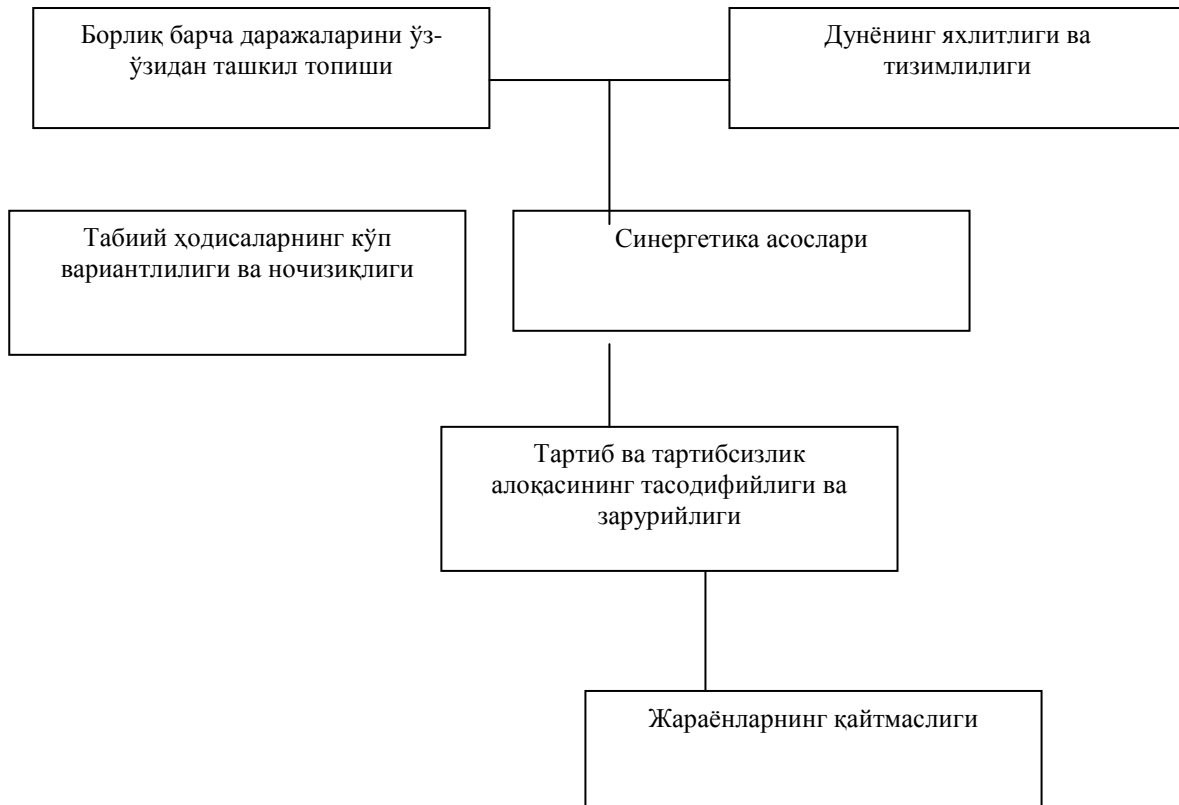 Борлиқ барча даражаларини ўз-
ўзидан ташкил топиши
Дунёнинг яхлитлиги ва
тизимлилиги
Табиий ҳодисаларнинг кўп
вариантлилиги ва ночизиқлиги
Синергетика асослари
Тартиб ва тартибсизлик
алоқасининг тасодифийлиги ва
зарурийлиги
Жараёнларнинг қайтмаслиги